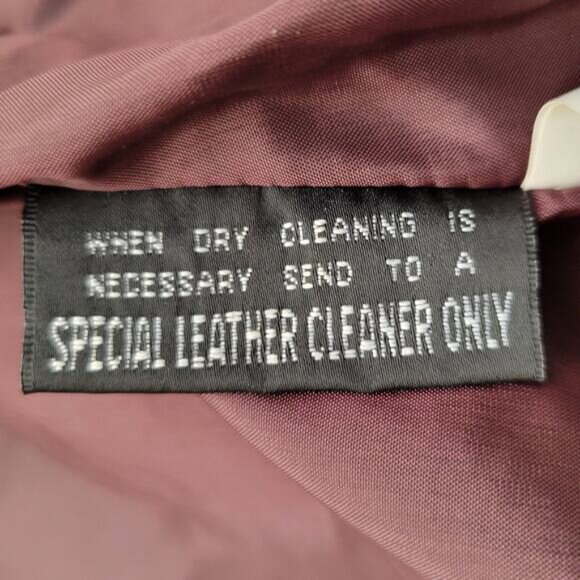 WHEN DRY CLEANING IS
NECESSARY SEND TO A
SPECIAL LEATHER CLEANER ONLY